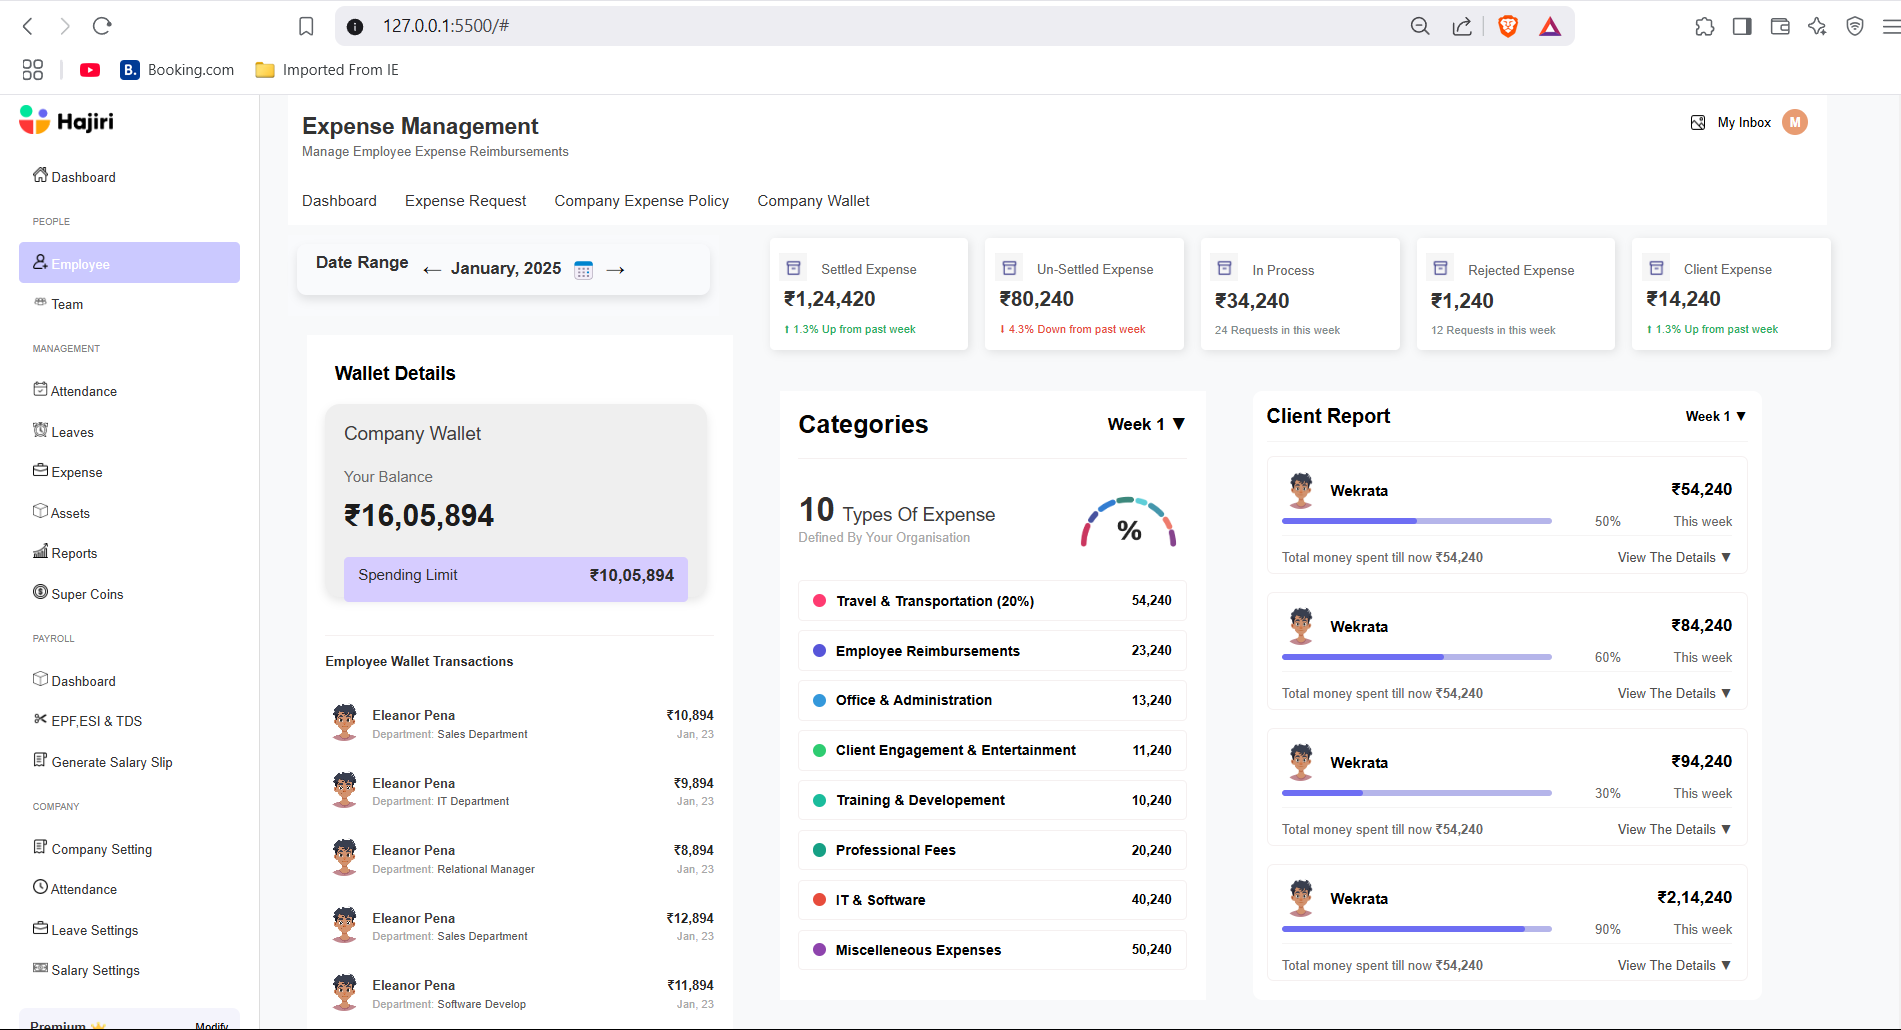 127.0.0.1:5500/#
B. Booking.com
Imported From IE
Hajiri
Dashboard
PEOPLE
Employee
Team
MANAGEMENT
Attendance
Leaves
Expense
Assets
Reports
Super Coins
PAYROLL
Dashboard
EPF,ESI & TDS
Generate Salary Slip
COMPANY
Company Setting
Attendance
Leave Settings
Salary Settings
Premium
Modify
Expense Management
Manage Employee Expense Reimbursements
My Inbox M
Dashboard Expense Request Company Expense Policy Company Wallet
Date Range ← January, 2025 →
Settled Expense
₹1,24,420
⬆ 1.3% Up from past week
Un-Settled Expense
₹80,240
⬇ 4.3% Down from past week
In Process
₹34,240
24 Requests in this week
Rejected Expense
₹1,240
12 Requests in this week
Client Expense
₹14,240
⬆ 1.3% Up from past week
Wallet Details
Company Wallet
Your Balance
₹16,05,894
Spending Limit ₹10,05,894
Employee Wallet Transactions
Eleanor Pena ₹10,894
Department: Sales Department Jan, 23
Eleanor Pena ₹9,894
Department: IT Department Jan, 23
Eleanor Pena ₹8,894
Department: Relational Manager Jan, 23
Eleanor Pena ₹12,894
Department: Sales Department Jan, 23
Eleanor Pena ₹11,894
Department: Software Develop Jan, 23
Categories Week 1 ▼
10 Types Of Expense
Defined By Your Organisation
%
Travel & Transportation (20%) 54,240
Employee Reimbursements 23,240
Office & Administration 13,240
Client Engagement & Entertainment 11,240
Training & Developement 10,240
Professional Fees 20,240
IT & Software 40,240
Miscelleneous Expenses 50,240
Client Report Week 1 ▼
Wekrata ₹54,240
50% This week
Total money spent till now ₹54,240 View The Details ▼
Wekrata ₹84,240
60% This week
Total money spent till now ₹54,240 View The Details ▼
Wekrata ₹94,240
30% This week
Total money spent till now ₹54,240 View The Details ▼
Wekrata ₹2,14,240
90% This week
Total money spent till now ₹54,240 View The Details ▼